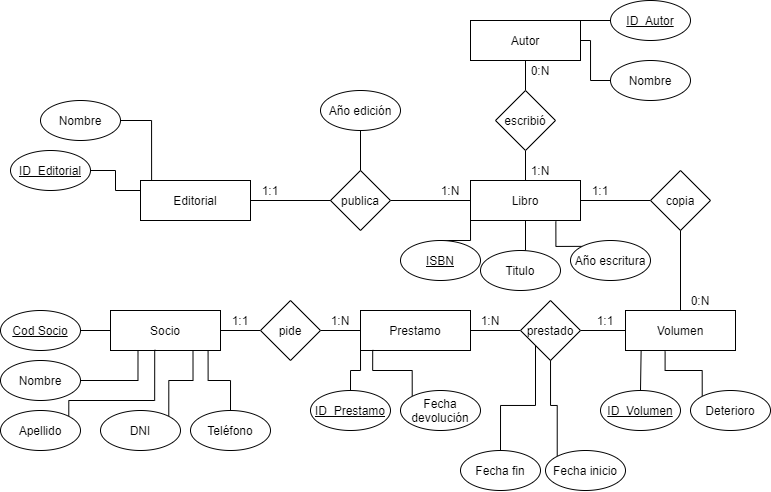 ID_Autor
Autor
0:N
Nombre
Año edición
Nombre
escribió
ID_Editorial
1:N
Editorial
1:1
publica
1:N
Libro
1:1
copia
ISBN
Titulo
Año escritura
0:N
Cod Socio
Socio
1:1
pide
1:N
Prestamo
1:N
prestado
1:1
Volumen
Nombre
ID_Prestamo
Fecha
devolución
ID_Volumen
Deterioro
Apellido
DNI
Teléfono
Fecha fin
Fecha inicio